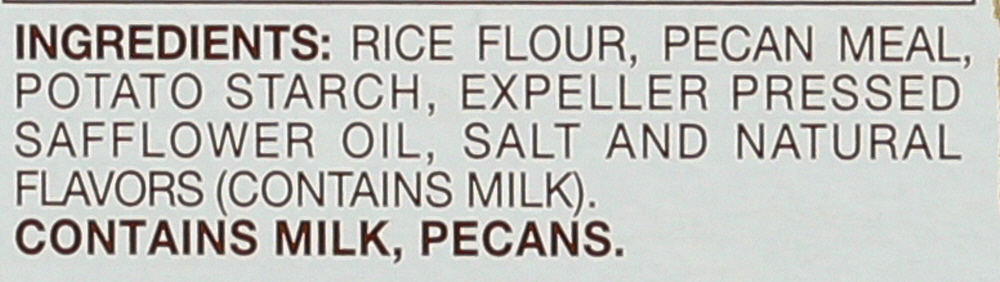 INGREDIENTS: RICE FLOUR, PECAN MEAL,
POTATO STARCH, EXPELLER PRESSED
SAFFLOWER OIL, SALT AND NATURAL
FLAVORS (CONTAINS MILK).
CONTAINS MILK, PECANS.